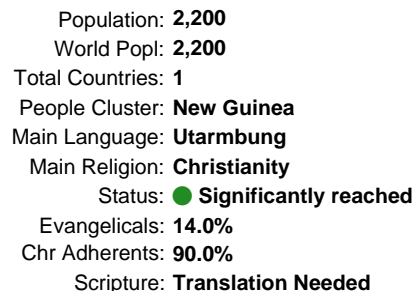 Population: 2,200
World Popl: 2,200
Total Countries: 1
People Cluster: New Guinea
Main Language: Utarmbung
Main Religion: Christianity
Status: Significantly reached
Evangelicals: 14.0%
Chr Adherents: 90.0%
Scripture: Translation Needed